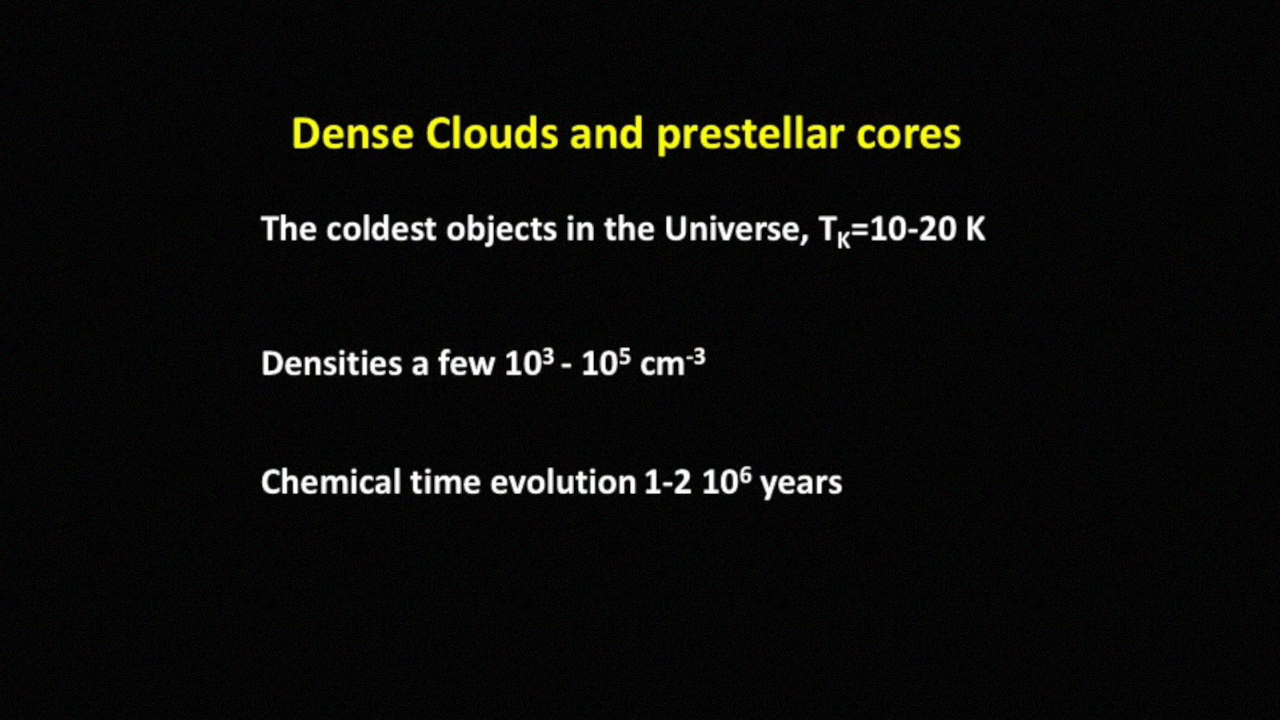 Dense Clouds and prestellar cores
The coldest objects in the Universe, T_K=10-20 K
Densities a few 10³ - 10⁵ cm⁻³
Chemical time evolution 1-2 10⁶ years